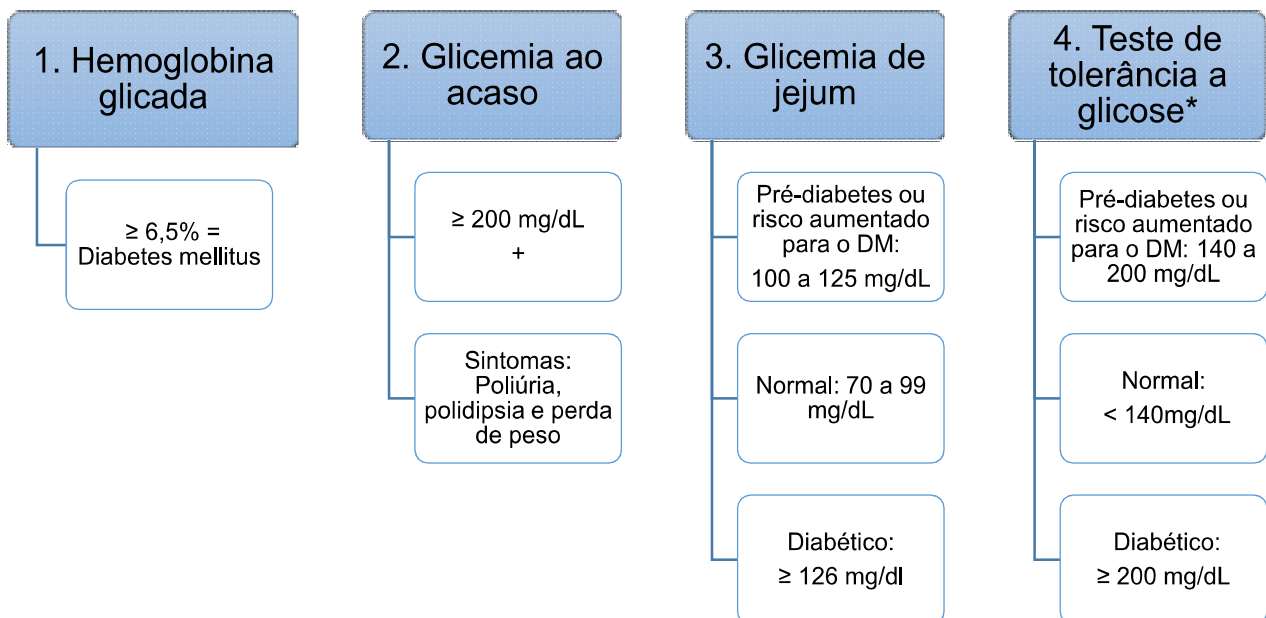 1. Hemoglobina
glicada
≥ 6,5% =
Diabetes mellitus
2. Glicemia ao
acaso
≥ 200 mg/dL
+
Sintomas:
Poliúria,
polidipsia e perda
de peso
3. Glicemia de
jejum
Pré-diabetes ou
risco aumentado
para o DM:
100 a 125 mg/dL
Normal: 70 a 99
mg/dL
Diabético:
≥ 126 mg/dl
4. Teste de
tolerância a
glicose*
Pré-diabetes ou
risco aumentado
para o DM: 140 a
200 mg/dL
Normal:
< 140mg/dL
Diabético:
≥ 200 mg/dL